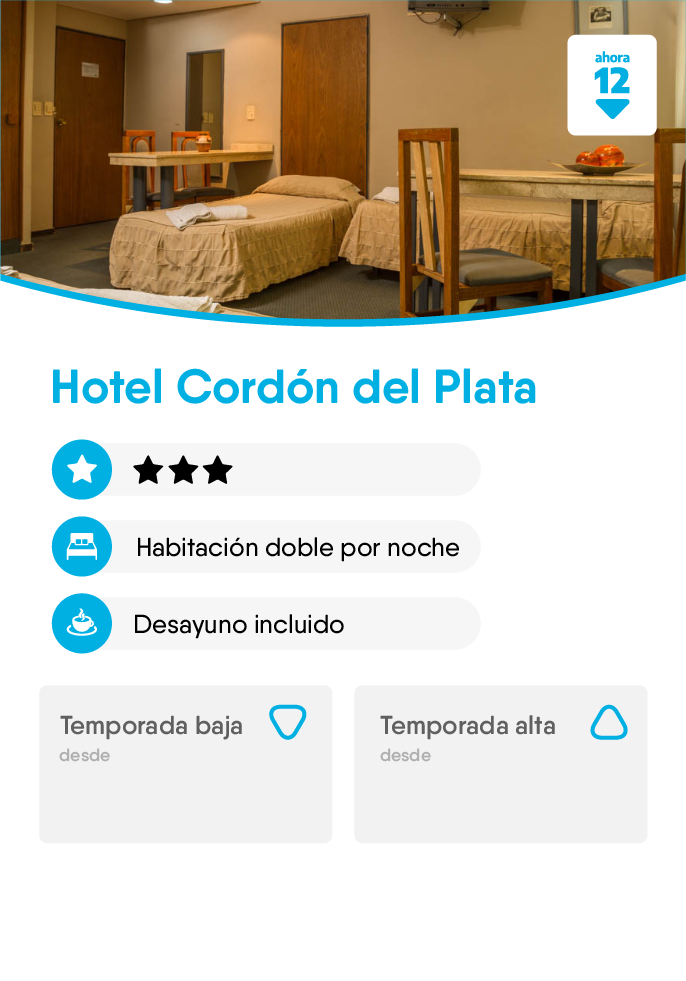 ahora
12
Hotel Cordón del Plata
Habitación doble por noche
Desayuno incluido
Temporada baja
desde
Temporada alta
desde